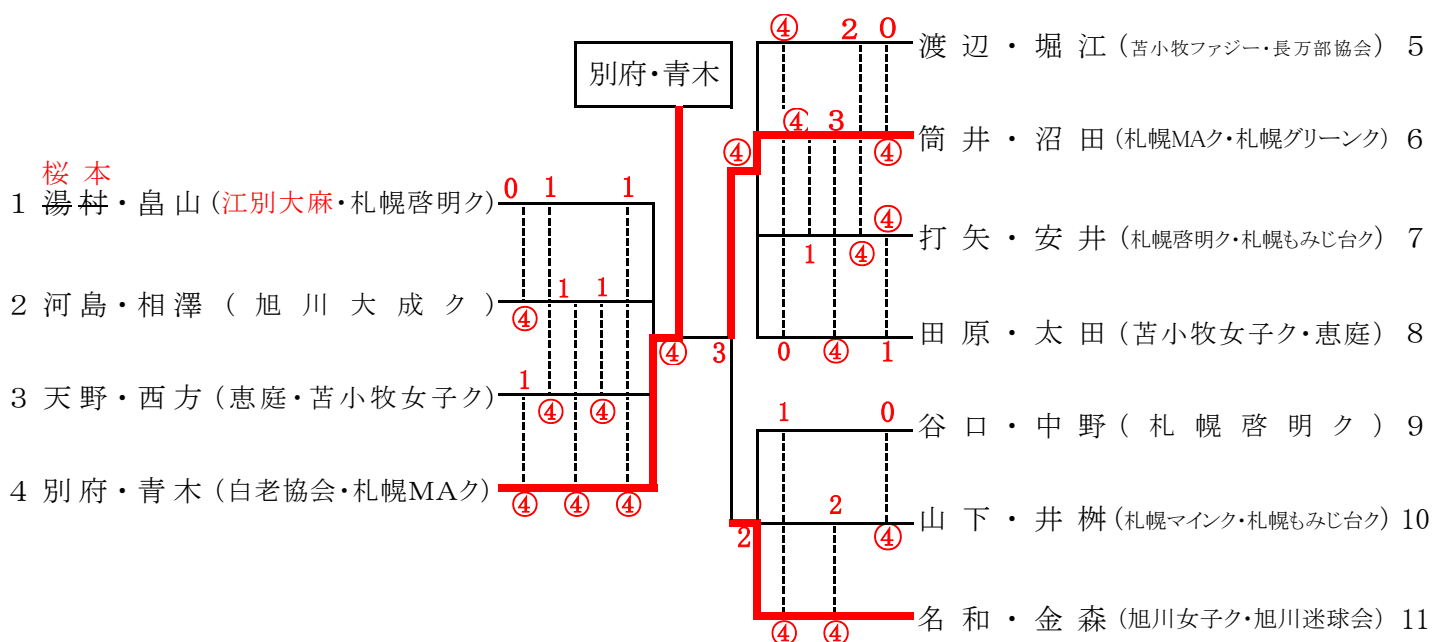 別府・青木
桜本
1 湯村・畠山(江別大麻・札幌啓明ク)
0 1 1
2 河島・相澤(旭川大成ク)
④ 1 1
3 天野・西方(恵庭・苫小牧女子ク)
1 ④ ④
4 別府・青木(白老協会・札幌MAク)
④ ④ ④
④ 3
④ 2 0
渡辺・堀江(苫小牧ファジー・長万部協会) 5
④ 3
筒井・沼田(札幌MAク・札幌グリーンク) 6
④ ④
④
打矢・安井(札幌啓明ク・札幌もみじ台ク) 7
1 ④
田原・太田(苫小牧女子ク・恵庭) 8
0 ④ 1
1 0
谷口・中野(札幌啓明ク) 9
2
山下・井桝(札幌マインク・札幌もみじ台ク) 10
2 ④
名和・金森(旭川女子ク・旭川迷球会) 11
④ ④